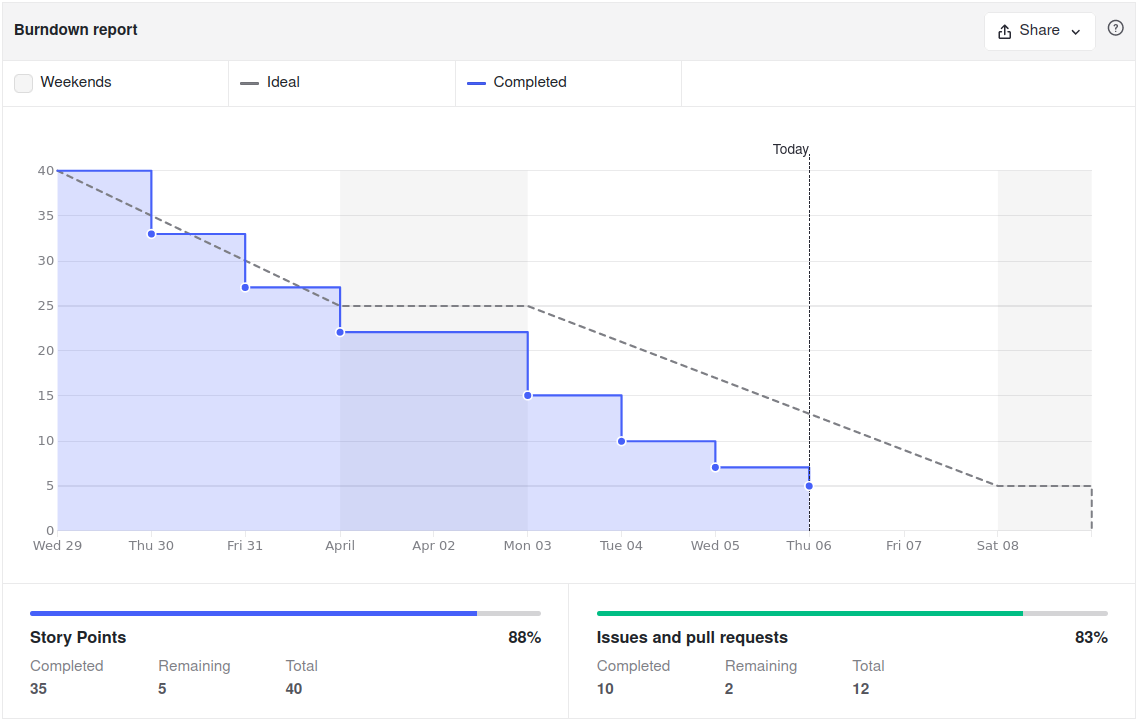 Burndown report
Share
Weekends
Ideal
Completed
Today
40
35
30
25
20
15
10
5
0
Wed 29 Thu 30 Fri 31 April Apr 02 Mon 03 Tue 04 Wed 05 Thu 06 Fri 07 Sat 08
Story Points 88%
Completed Remaining Total
35 5 40
Issues and pull requests 83%
Completed Remaining Total
10 2 12